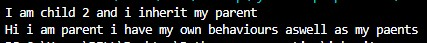 I am child 2 and i inherit my parent
Hi i am parent i have my own behaviours aswell as my paents